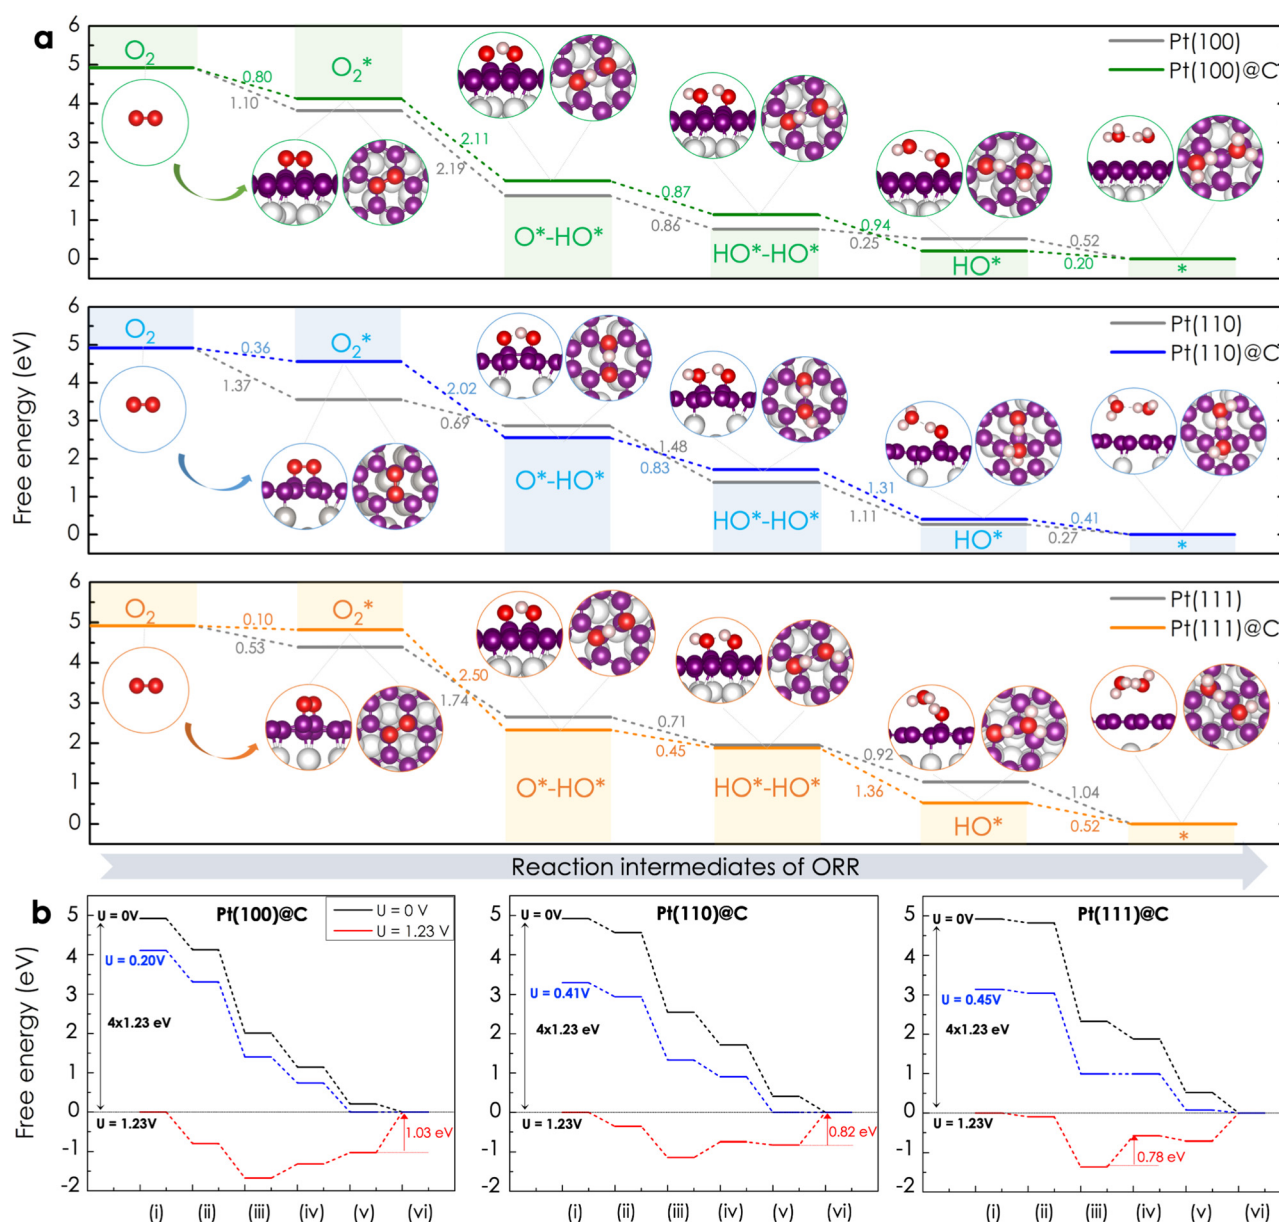 a
6
5
4
3
2
1
0
O₂
O₂*
O*-HO*
HO*-HO*
HO*
*
0.80
1.10
2.11
2.19
0.87
0.86
0.94
0.25
0.52
0.20
Pt(100)
Pt(100)@C
Free energy (eV)
6
5
4
3
2
1
0
O₂
O₂*
O*-HO*
HO*-HO*
HO*
*
0.36
1.37
2.02
0.69
1.48
0.83
1.31
1.11
0.41
0.27
Pt(110)
Pt(110)@C
6
5
4
3
2
1
0
O₂
O₂*
O*-HO*
HO*-HO*
HO*
*
0.10
0.53
2.50
1.74
0.71
0.45
0.92
1.36
1.04
0.52
Pt(111)
Pt(111)@C
Reaction intermediates of ORR
b
Free energy (eV)
5
4
3
2
1
0
-1
-2
Pt(100)@C
U = 0 V
U = 1.23 V
U = 0V
U = 0.20V
4x1.23 eV
U = 1.23V
1.03 eV
(i) (ii) (iii) (iv) (v) (vi)
5
4
3
2
1
0
-1
-2
Pt(110)@C
U = 0V
U = 0.41V
4x1.23 eV
U = 1.23V
0.82 eV
(i) (ii) (iii) (iv) (v) (vi)
5
4
3
2
1
0
-1
-2
Pt(111)@C
U = 0V
U = 0.45V
4x1.23 eV
U = 1.23V
0.78 eV
(i) (ii) (iii) (iv) (v) (vi)